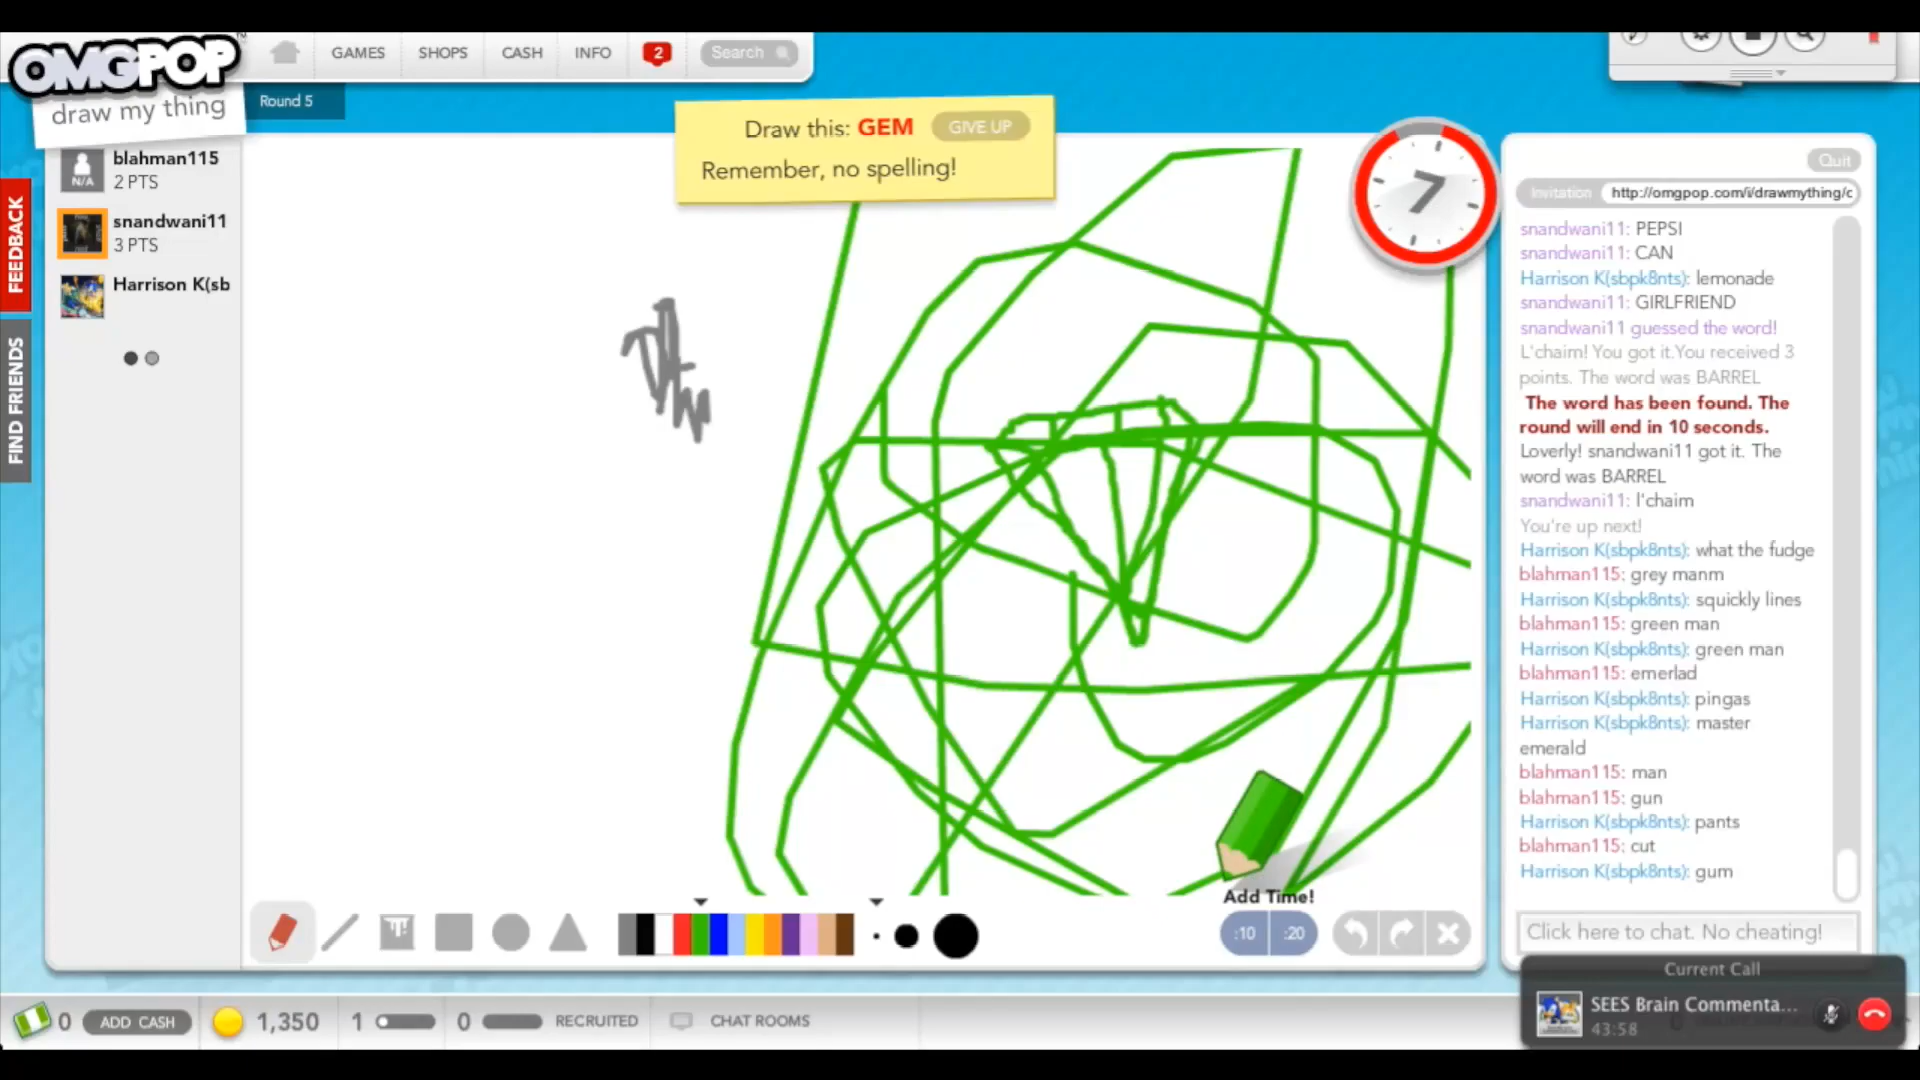 OMGPOP
draw my thing
GAMES
SHOPS
CASH
INFO
2
Search
Round 5
Draw this: GEM
GIVE UP
Remember, no spelling!
7
FEEDBACK
FIND FRIENDS
blahman115
N/A
2 PTS
snandwani11
3 PTS
Harrison K(sb
Quit
Invitation
http://omgpop.com/i/drawmything/c
snandwani11: PEPSI
snandwani11: CAN
Harrison K(sbpk8nts): lemonade
snandwani11: GIRLFRIEND
snandwani11 guessed the word!
L'chaim! You got it.You received 3
points. The word was BARREL
The word has been found. The
round will end in 10 seconds.
Loverly! snandwani11 got it. The
word was BARREL
snandwani11: l'chaim
You're up next!
Harrison K(sbpk8nts): what the fudge
blahman115: grey manm
Harrison K(sbpk8nts): squickly lines
blahman115: green man
Harrison K(sbpk8nts): green man
blahman115: emerlad
Harrison K(sbpk8nts): pingas
Harrison K(sbpk8nts): master
emerald
blahman115: man
blahman115: gun
Harrison K(sbpk8nts): pants
blahman115: cut
Harrison K(sbpk8nts): gum
Click here to chat. No cheating!
Add Time!
:10
:20
Current Call
SEES Brain Commenta...
43:58
0
ADD CASH
1,350
1
0
RECRUITED
CHAT ROOMS